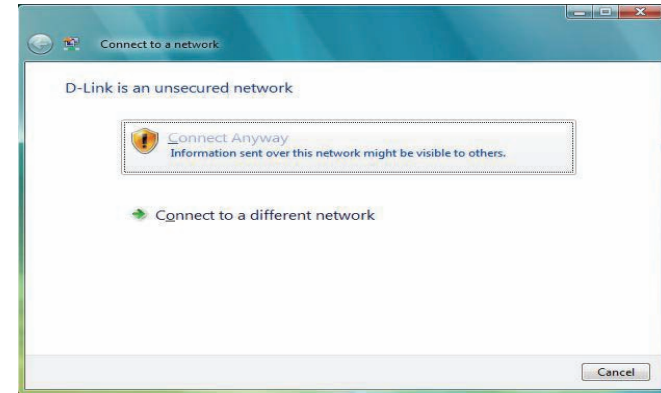 Connect to a network
D-Link is an unsecured network
Connect Anyway
Information sent over this network might be visible to others.
Connect to a different network
Cancel